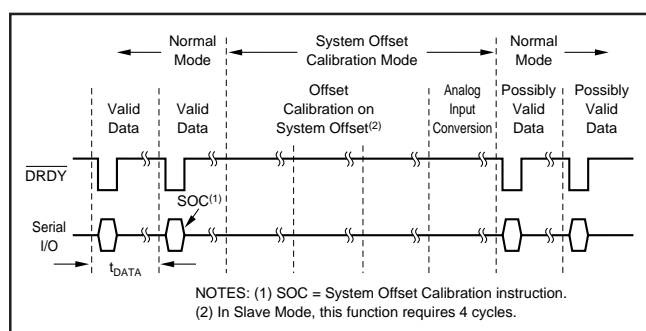 Normal Mode
System Offset Calibration Mode
Normal Mode
Valid Data
Valid Data
Offset Calibration on System Offset(2)
Analog Input Conversion
Possibly Valid Data
Possibly Valid Data
DRDY
SOC(1)
Serial I/O
tDATA
NOTES: (1) SOC = System Offset Calibration instruction.
(2) In Slave Mode, this function requires 4 cycles.